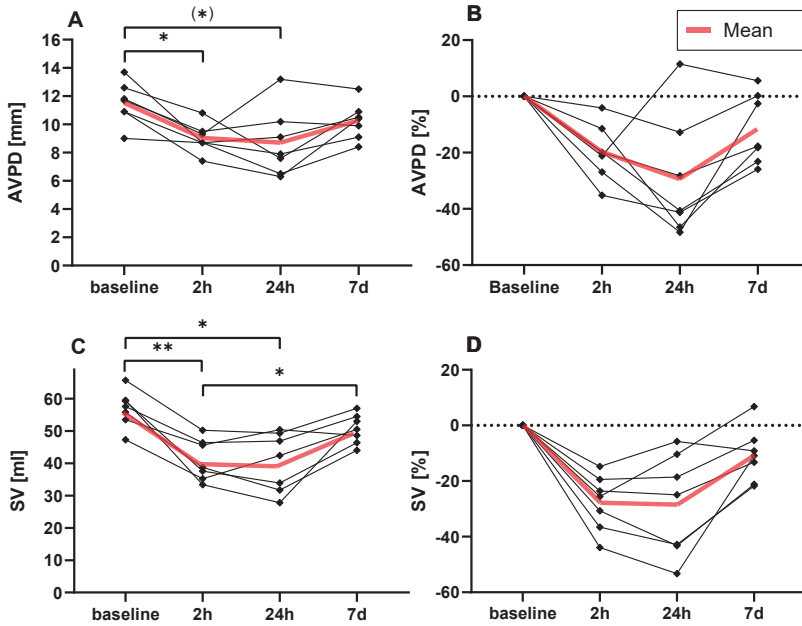 A
(*)
*
AVPD [mm]
16
14
12
10
8
6
4
2
0
baseline 2h 24h 7d
B
Mean
AVPD [%]
20
0
-20
-40
-60
Baseline 2h 24h 7d
C
*
**
*
SV [ml]
60
50
40
30
20
10
0
baseline 2h 24h 7d
D
SV [%]
20
0
-20
-40
-60
baseline 2h 24h 7d